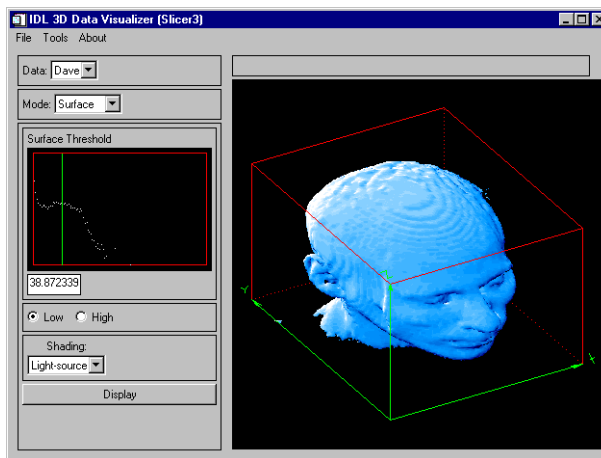 IDL 3D Data Visualizer (Slicer3)
File Tools About
Data: Dave
Mode: Surface
Surface Threshold
38.872339
Low High
Shading:
Light-source
Display
Y
X